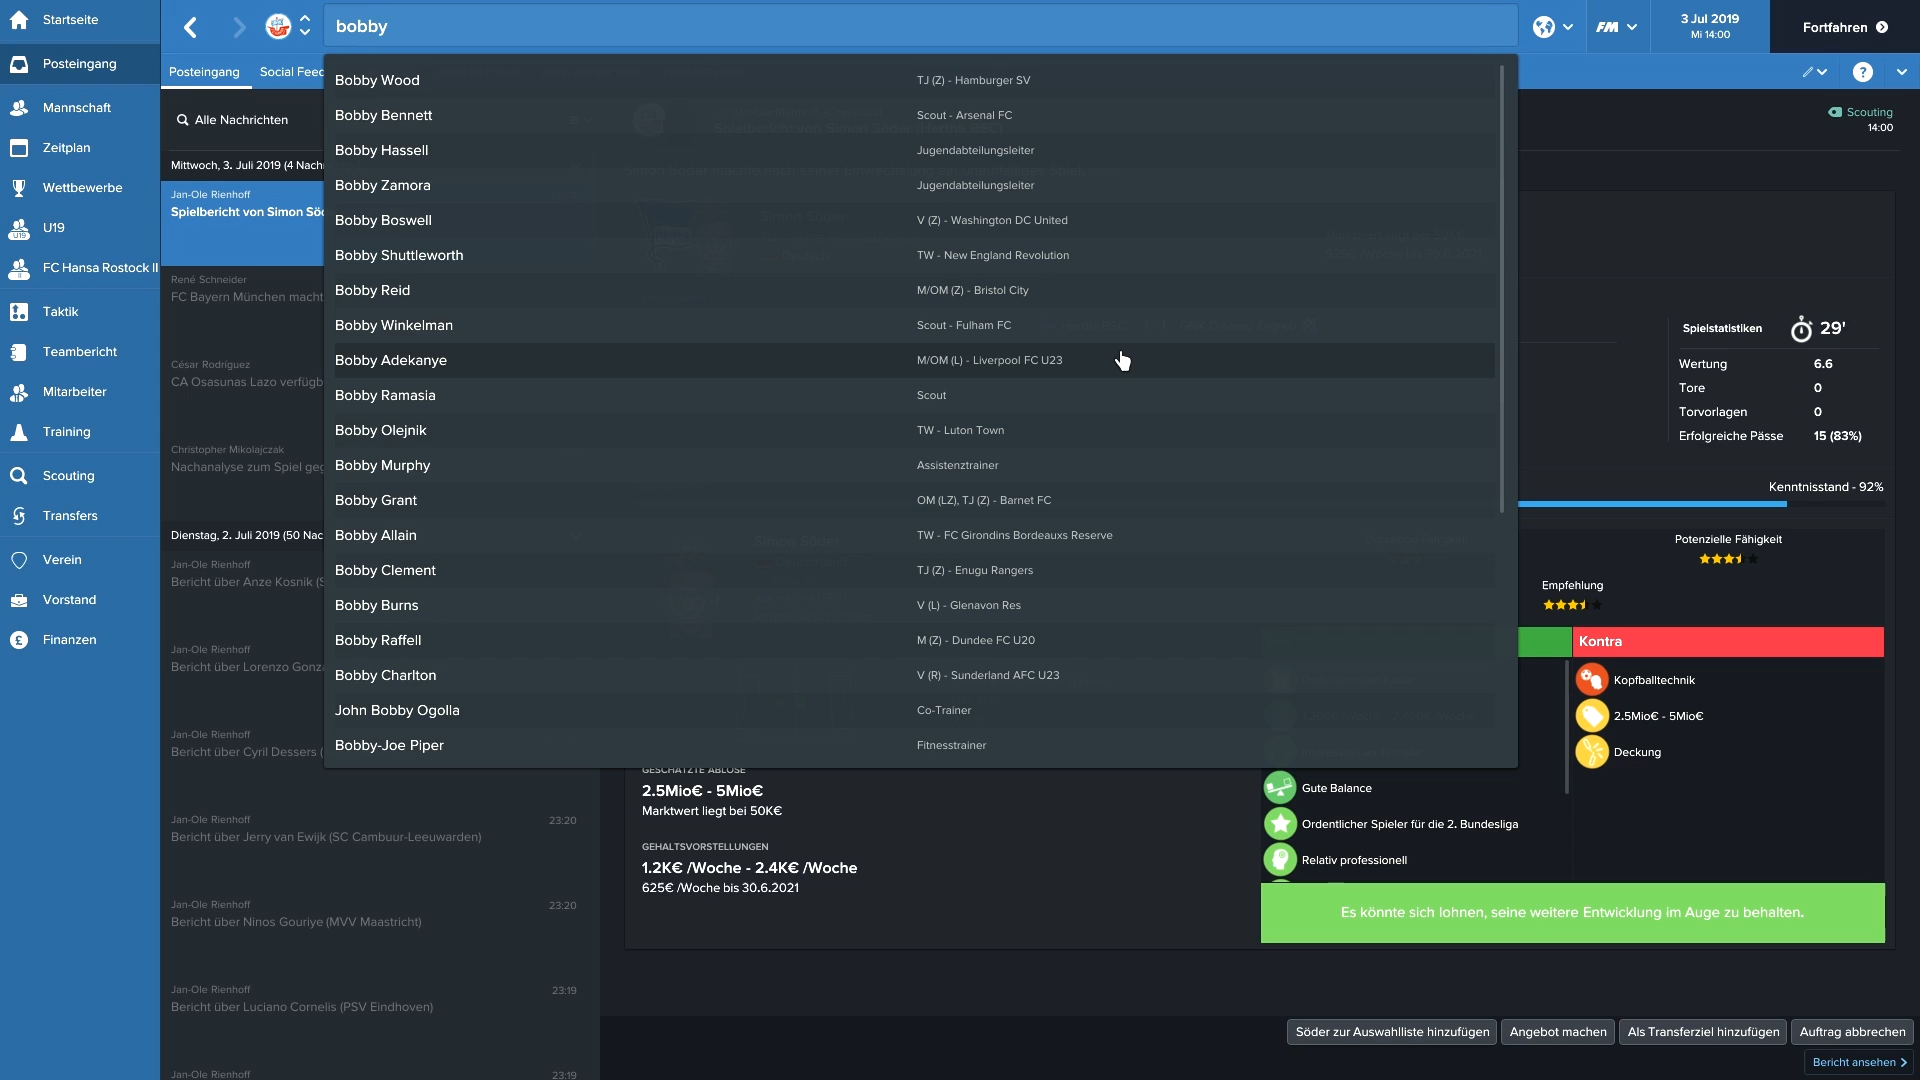 Startseite
Posteingang
Mannschaft
Zeitplan
Wettbewerbe
U19
FC Hansa Rostock II
Taktik
Teambericht
Mitarbeiter
Training
Scouting
Transfers
Verein
Vorstand
Finanzen
bobby
FM
3 Jul 2019
Mi 14:00
Fortfahren
Posteingang
Social Feed
?
Alle Nachrichten
Mittwoch, 3. Juli 2019 (4 Nach
Jan-Ole Rienhoff
Spielbericht von Simon Söd
René Schneider
FC Bayern München macht
César Rodríguez
CA Osasunas Lazo verfügb
Christopher Mikolajczak
Nachanalyse zum Spiel geg
Dienstag, 2. Juli 2019 (50 Nac
Jan-Ole Rienhoff
Bericht über Anze Kosnik (S
Jan-Ole Rienhoff
Bericht über Lorenzo Gonza
Jan-Ole Rienhoff
Bericht über Cyril Dessers (
Jan-Ole Rienhoff 23:20
Bericht über Jerry van Ewijk (SC Cambuur-Leeuwarden)
Jan-Ole Rienhoff 23:20
Bericht über Ninos Gouriye (MVV Maastricht)
Jan-Ole Rienhoff 23:19
Bericht über Luciano Cornelis (PSV Eindhoven)
Jan-Ole Rienhoff 23:19
Bobby Wood TJ (Z) - Hamburger SV
Bobby Bennett Scout - Arsenal FC
Bobby Hassell Jugendabteilungsleiter
Bobby Zamora Jugendabteilungsleiter
Bobby Boswell V (Z) - Washington DC United
Bobby Shuttleworth TW - New England Revolution
Bobby Reid M/OM (Z) - Bristol City
Bobby Winkelman Scout - Fulham FC
Bobby Adekanye M/OM (L) - Liverpool FC U23
Bobby Ramasia Scout
Bobby Olejnik TW - Luton Town
Bobby Murphy Assistenztrainer
Bobby Grant OM (LZ), TJ (Z) - Barnet FC
Bobby Allain TW - FC Girondins Bordeauxs Reserve
Bobby Clement TJ (Z) - Enugu Rangers
Bobby Burns V (L) - Glenavon Res
Bobby Raffell M (Z) - Dundee FC U20
Bobby Charlton V (R) - Sunderland AFC U23
John Bobby Ogolla Co-Trainer
Bobby-Joe Piper Fitnesstrainer
Scouting
14:00
Spielstatistiken 29'
Wertung 6.6
Tore 0
Torvorlagen 0
Erfolgreiche Pässe 15 (83%)
Kenntnisstand - 92%
Potenzielle Fähigkeit
Empfehlung
Kontra
Kopfballtechnik
2.5Mio€ - 5Mio€
Deckung
GESCHÄTZTE ABLÖSE
2.5Mio€ - 5Mio€
Marktwert liegt bei 50K€
GEHALTSVORSTELLUNGEN
1.2K€ /Woche - 2.4K€ /Woche
625€ /Woche bis 30.6.2021
Gute Balance
Ordentlicher Spieler für die 2. Bundesliga
Relativ professionell
Es könnte sich lohnen, seine weitere Entwicklung im Auge zu behalten.
Söder zur Auswahlliste hinzufügen
Angebot machen
Als Transferziel hinzufügen
Auftrag abbrechen
Bericht ansehen